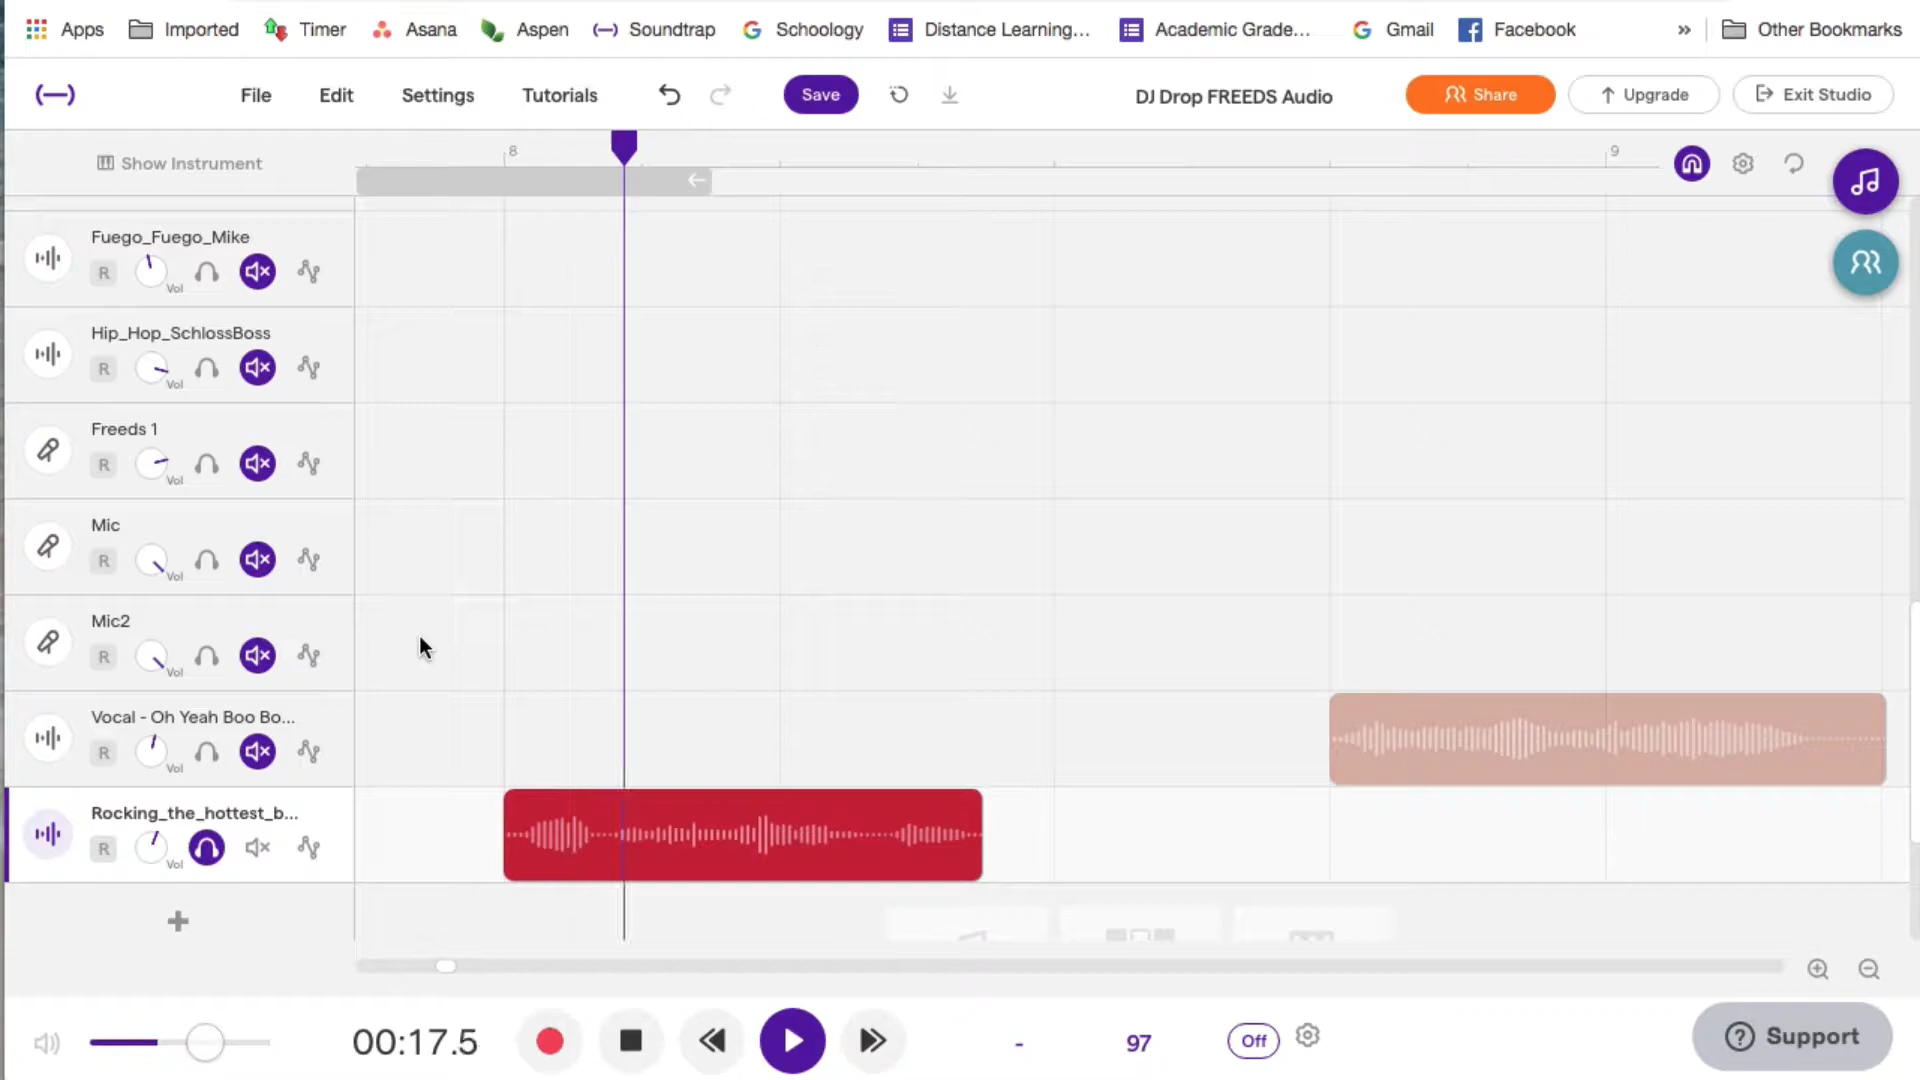 Apps Imported Timer Asana Aspen Soundtrap Schoology Distance Learning... Academic Grade... Gmail Facebook » Other Bookmarks
File Edit Settings Tutorials Save DJ Drop FREEDS Audio Share Upgrade Exit Studio
Show Instrument 8 9
Fuego_Fuego_Mike
R Vol
Hip_Hop_SchlossBoss
R Vol
Freeds 1
R Vol
Mic
R Vol
Mic2
R Vol
Vocal - Oh Yeah Boo Bo...
R Vol
Rocking_the_hottest_b...
R Vol
00:17.5 - 97 Off Support